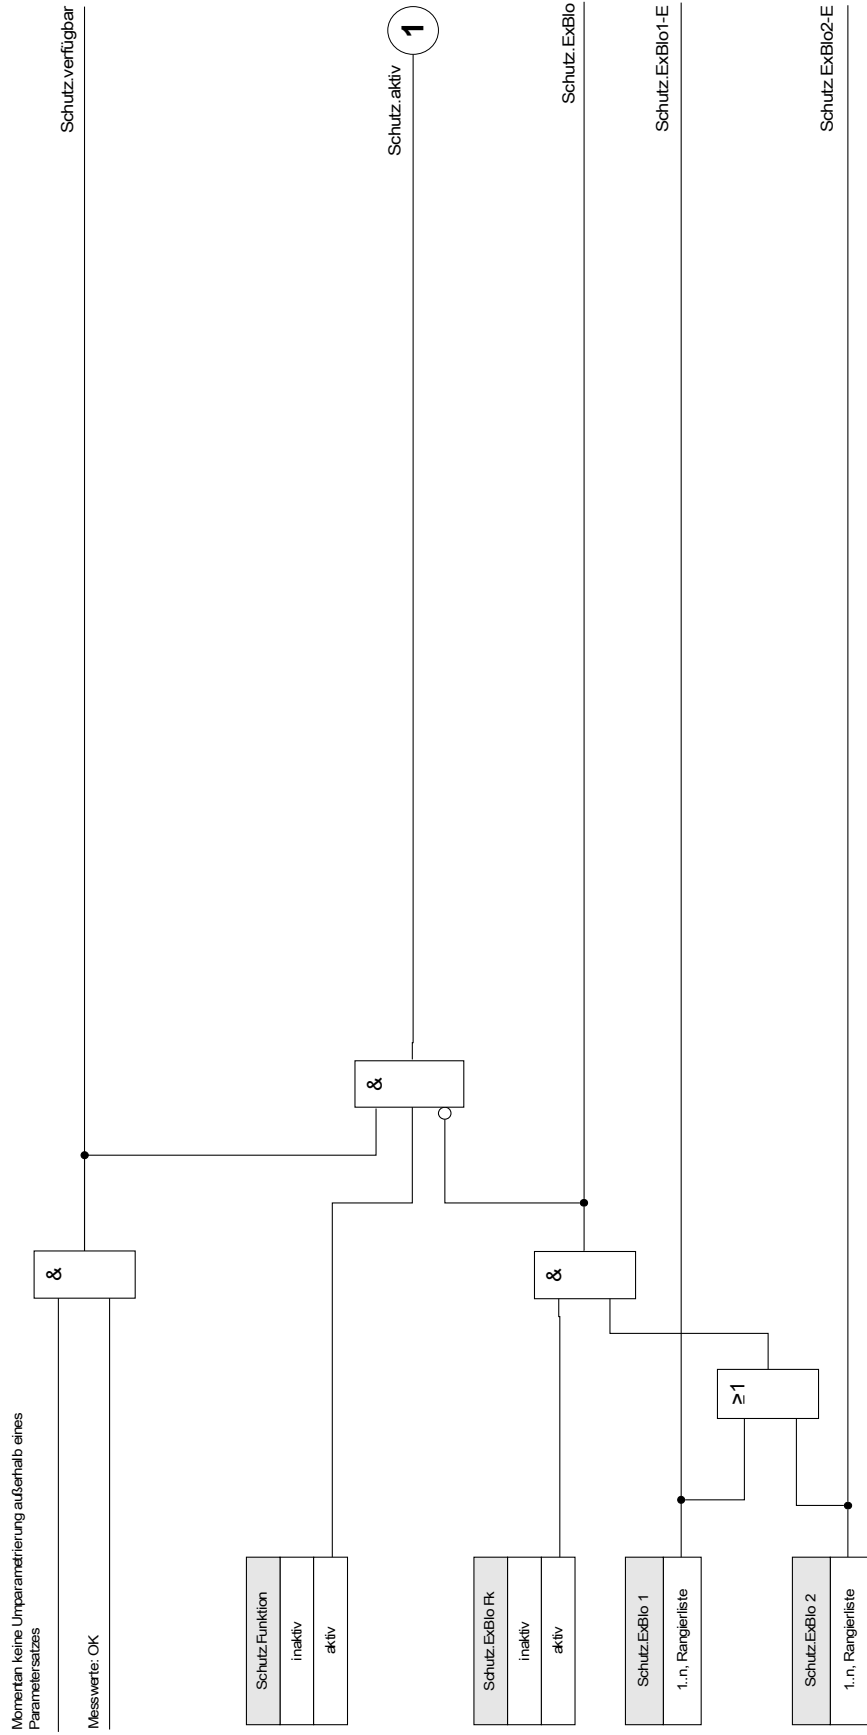 Momentan keine Umparametrierung außerhalb eines
Parametersatzes
Messwerte: OK
&
Schutz.verfügbar
Schutz.Funktion
inaktiv
aktiv
&
Schutz.aktiv
1
Schutz.ExBlo Fk
inaktiv
aktiv
&
Schutz.ExBlo
Schutz.ExBlo 1
1..n, Rangierliste
Schutz.ExBlo1-E
≥1
Schutz.ExBlo 2
1..n, Rangierliste
Schutz.ExBlo2-E